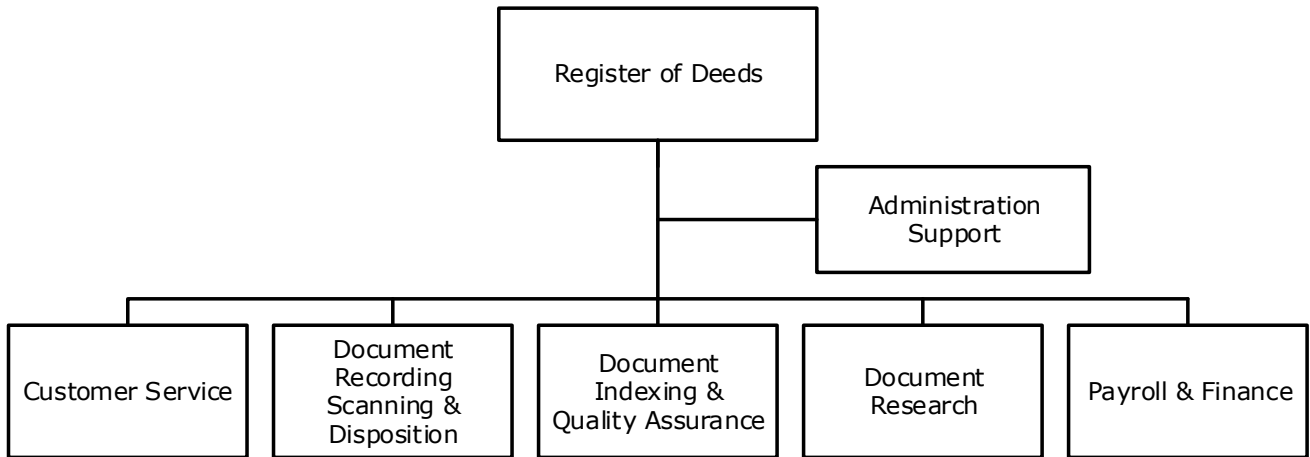 Register of Deeds
Administration
Support
Customer Service
Document
Recording
Scanning &
Disposition
Document
Indexing &
Quality Assurance
Document
Research
Payroll & Finance